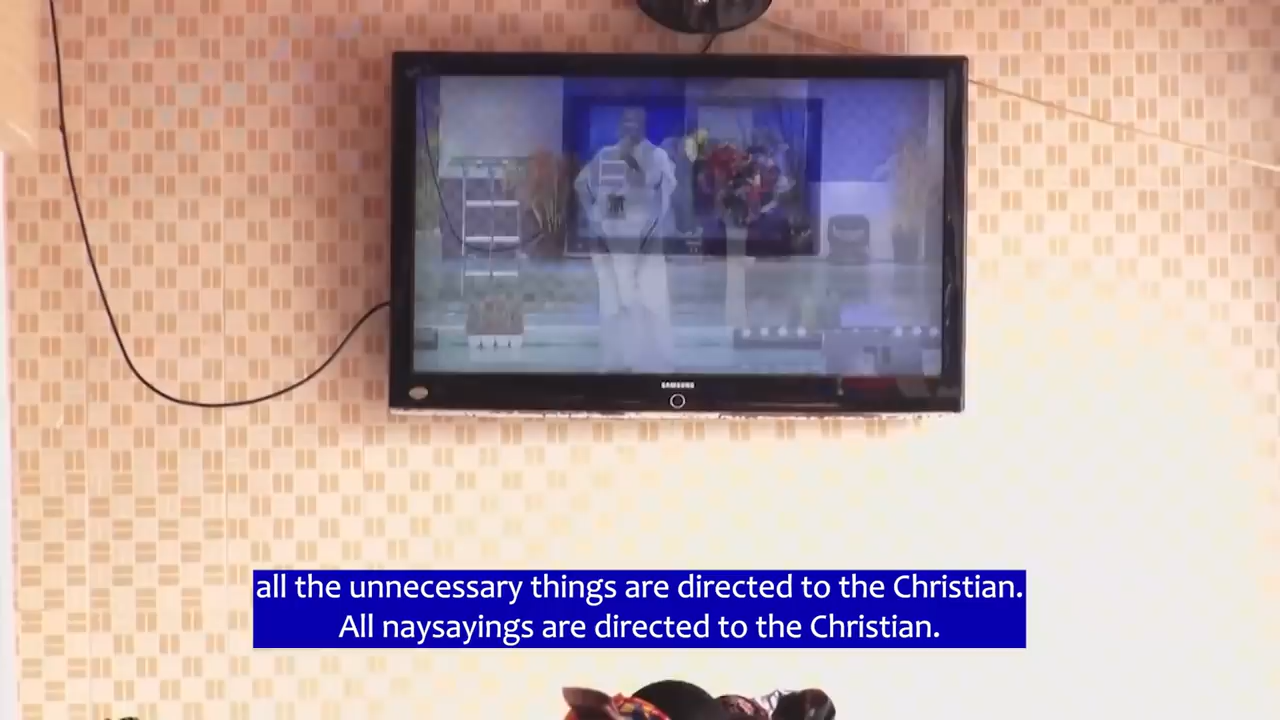 SAMSUNG
all the unnecessary things are directed to the Christian.
All naysayings are directed to the Christian.